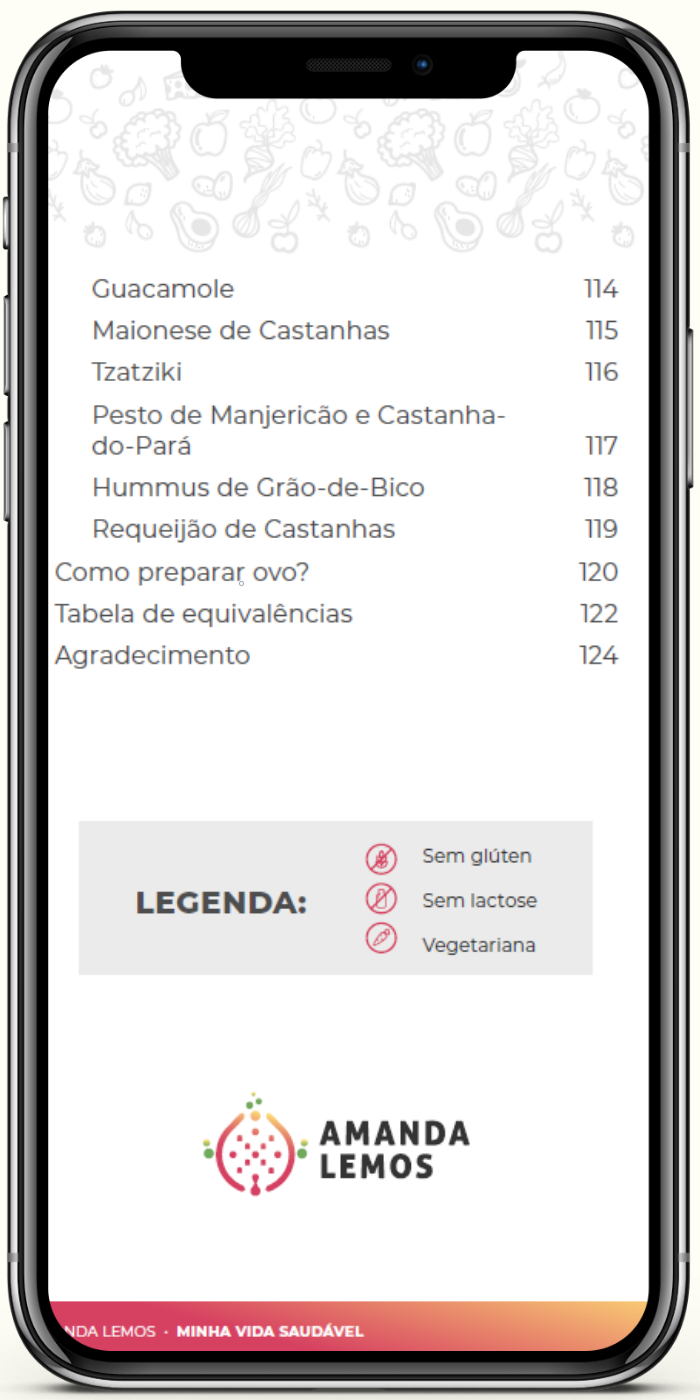 Guacamole 114
Maionese de Castanhas 115
Tzatziki 116
Pesto de Manjericão e Castanha-
do-Pará 117
Hummus de Grão-de-Bico 118
Requeijão de Castanhas 119
Como preparar ovo? 120
Tabela de equivalências 122
Agradecimento 124
LEGENDA:
Sem glúten
Sem lactose
Vegetariana
AMANDA
LEMOS
NDA LEMOS · MINHA VIDA SAUDÁVEL